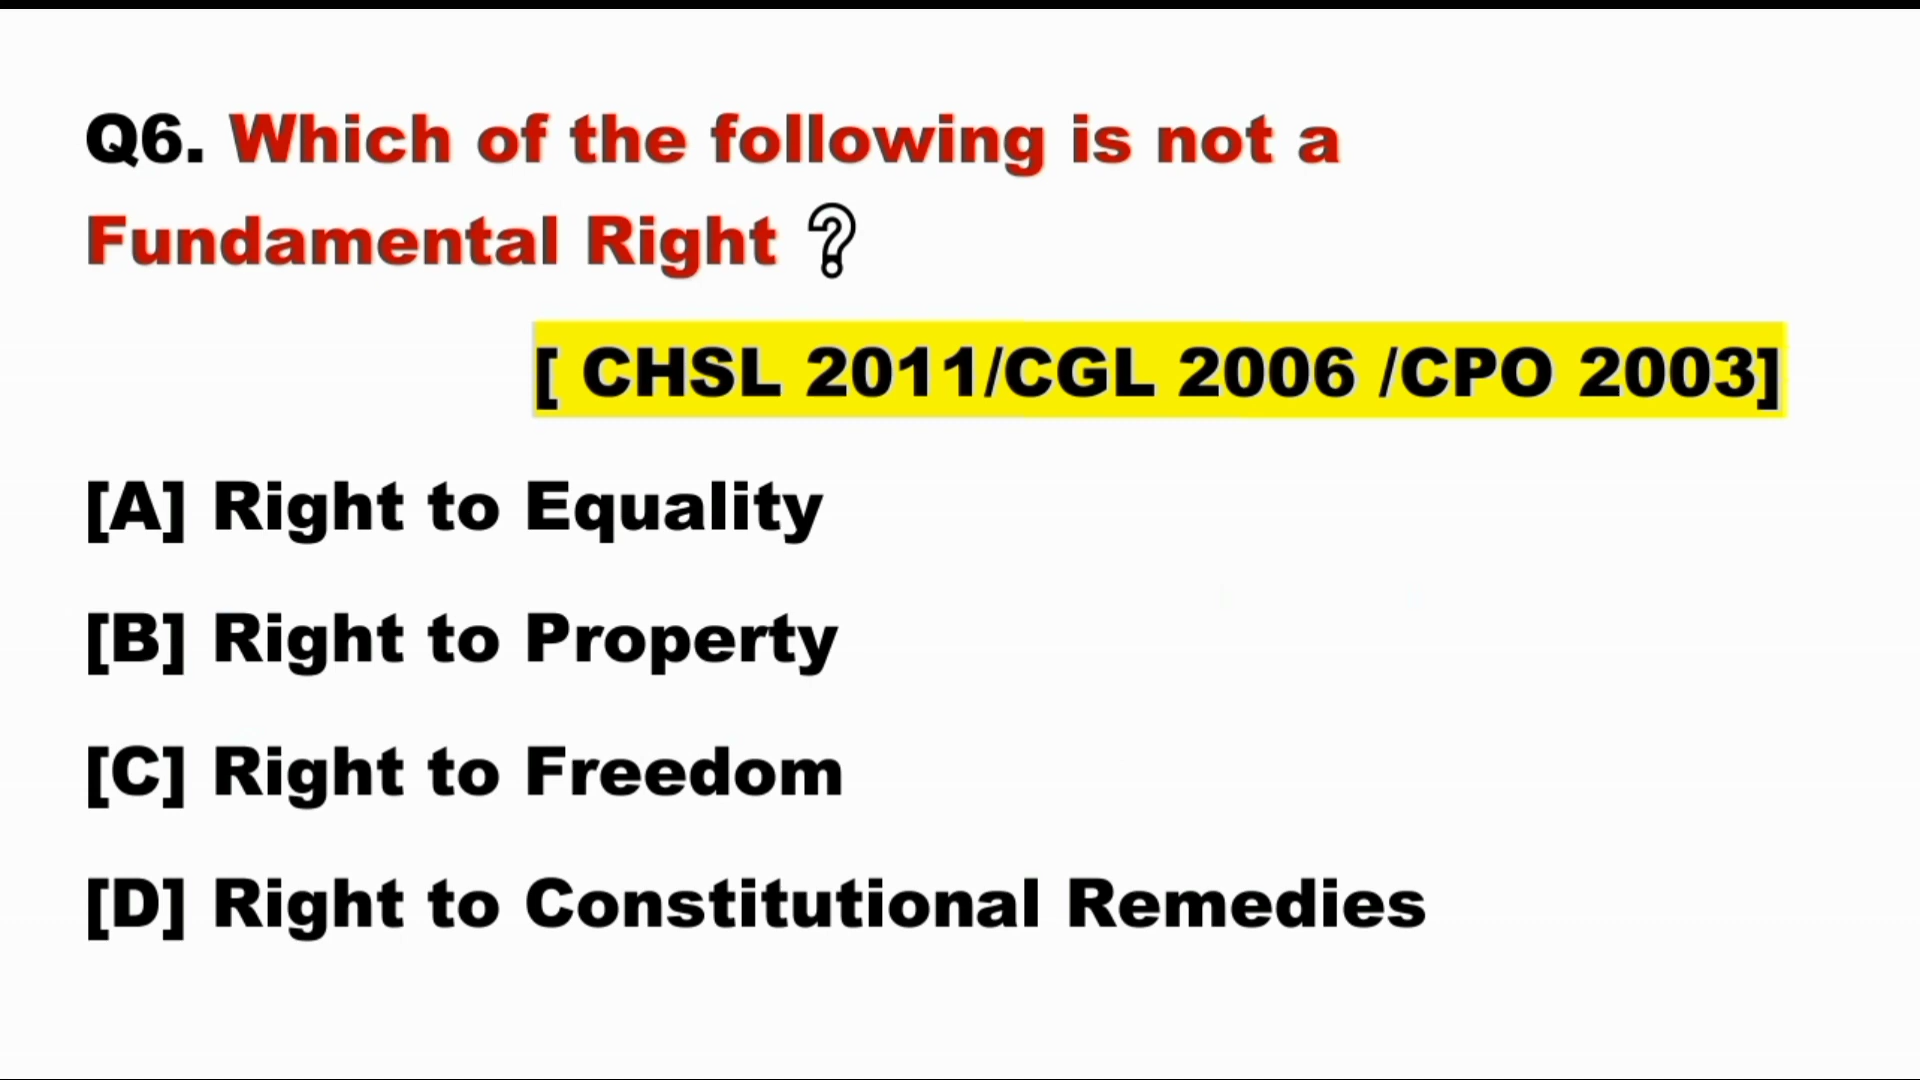 Q6. Which of the following is not a
Fundamental Right ?
[ CHSL 2011/CGL 2006 /CPO 2003]
[A] Right to Equality
[B] Right to Property
[C] Right to Freedom
[D] Right to Constitutional Remedies